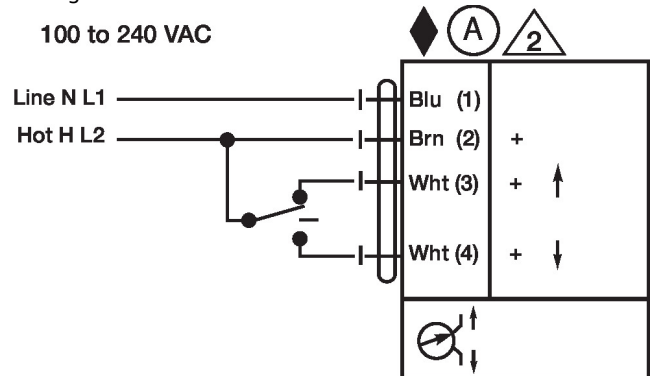 100 to 240 VAC
A
2
Line N L1
Blu (1)
Hot H L2
Brn (2) +
Wht (3) +
Wht (4) +